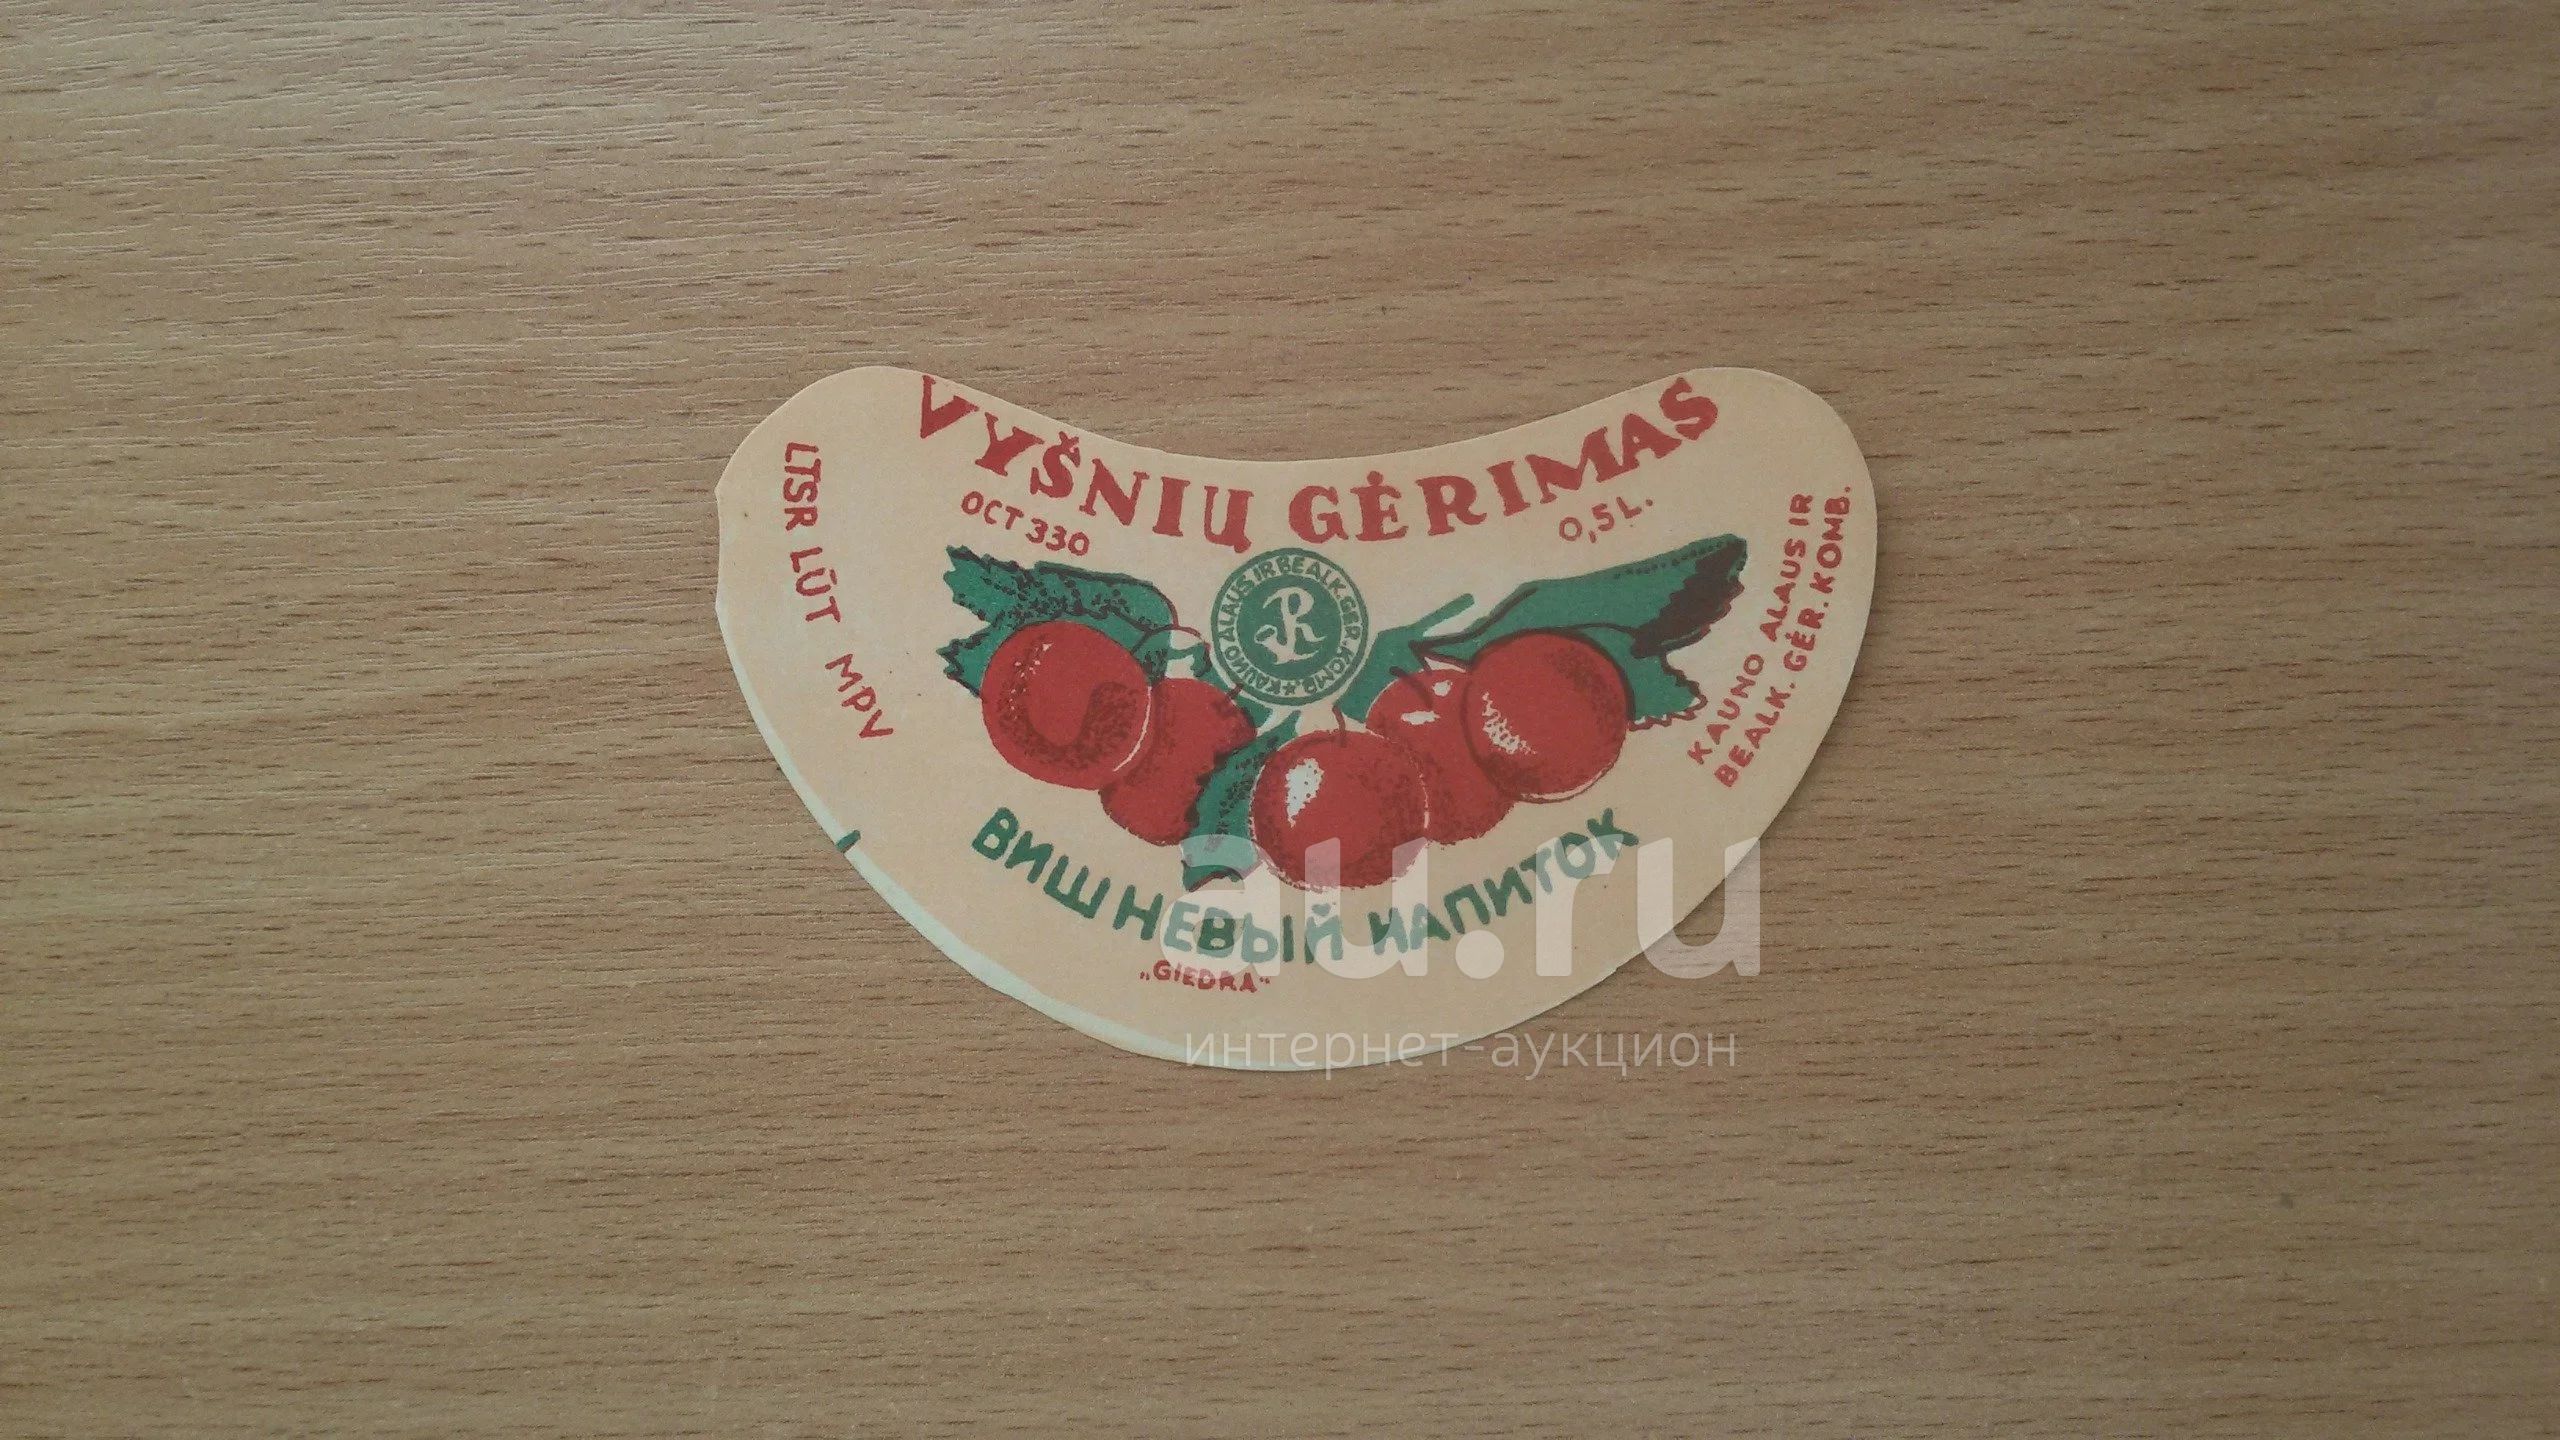 VYŠNIŲ GĖRIMAS
OCT 330
0,5 L.
LTSR LŪT MPV
KAUNO ALAUS IR BEALK. GĖR. KOMB.
KAUNO ALAUS IR
BEALK. GĖR. KOMB.
ВИШНЕВЫЙ НАПИТОК
„GIEDRA“
au.ru
интернет-аукцион